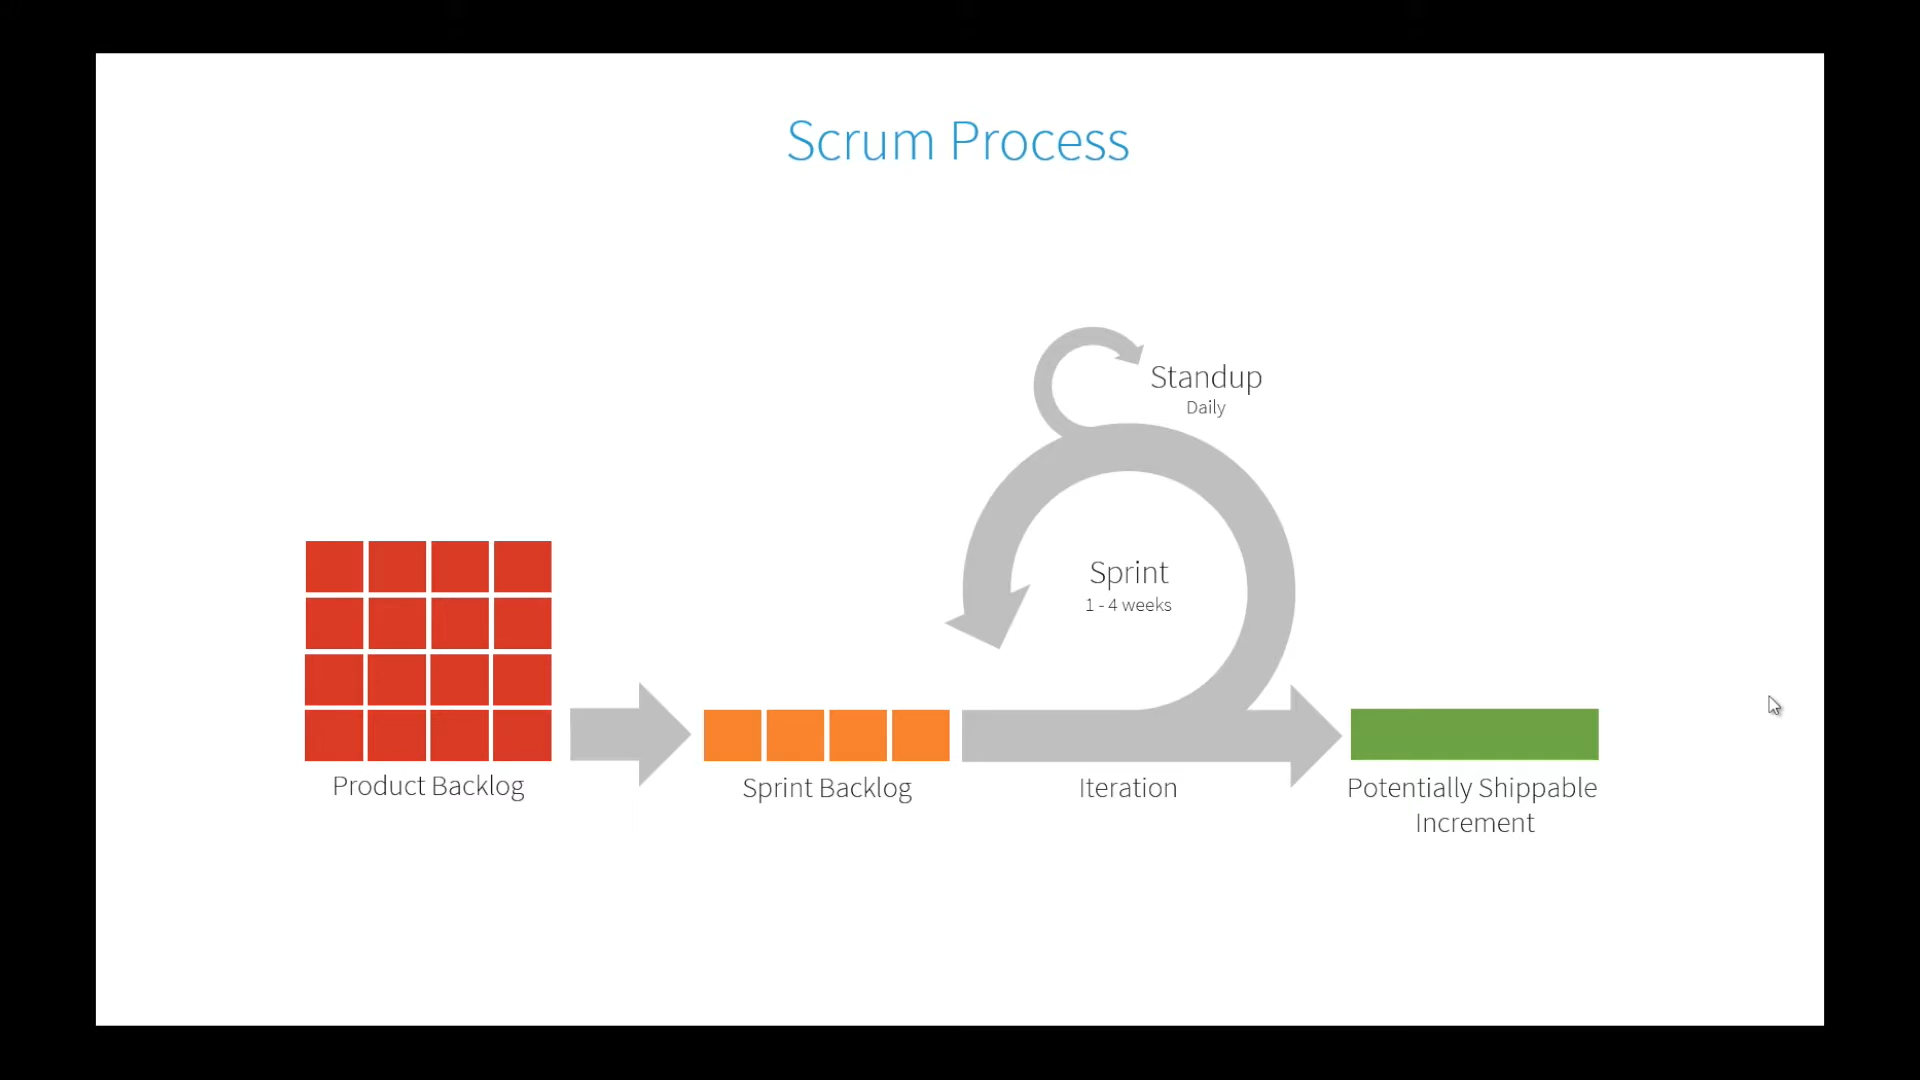 Scrum Process
Standup
Daily
Sprint
1 - 4 weeks
Product Backlog
Sprint Backlog
Iteration
Potentially Shippable
Increment